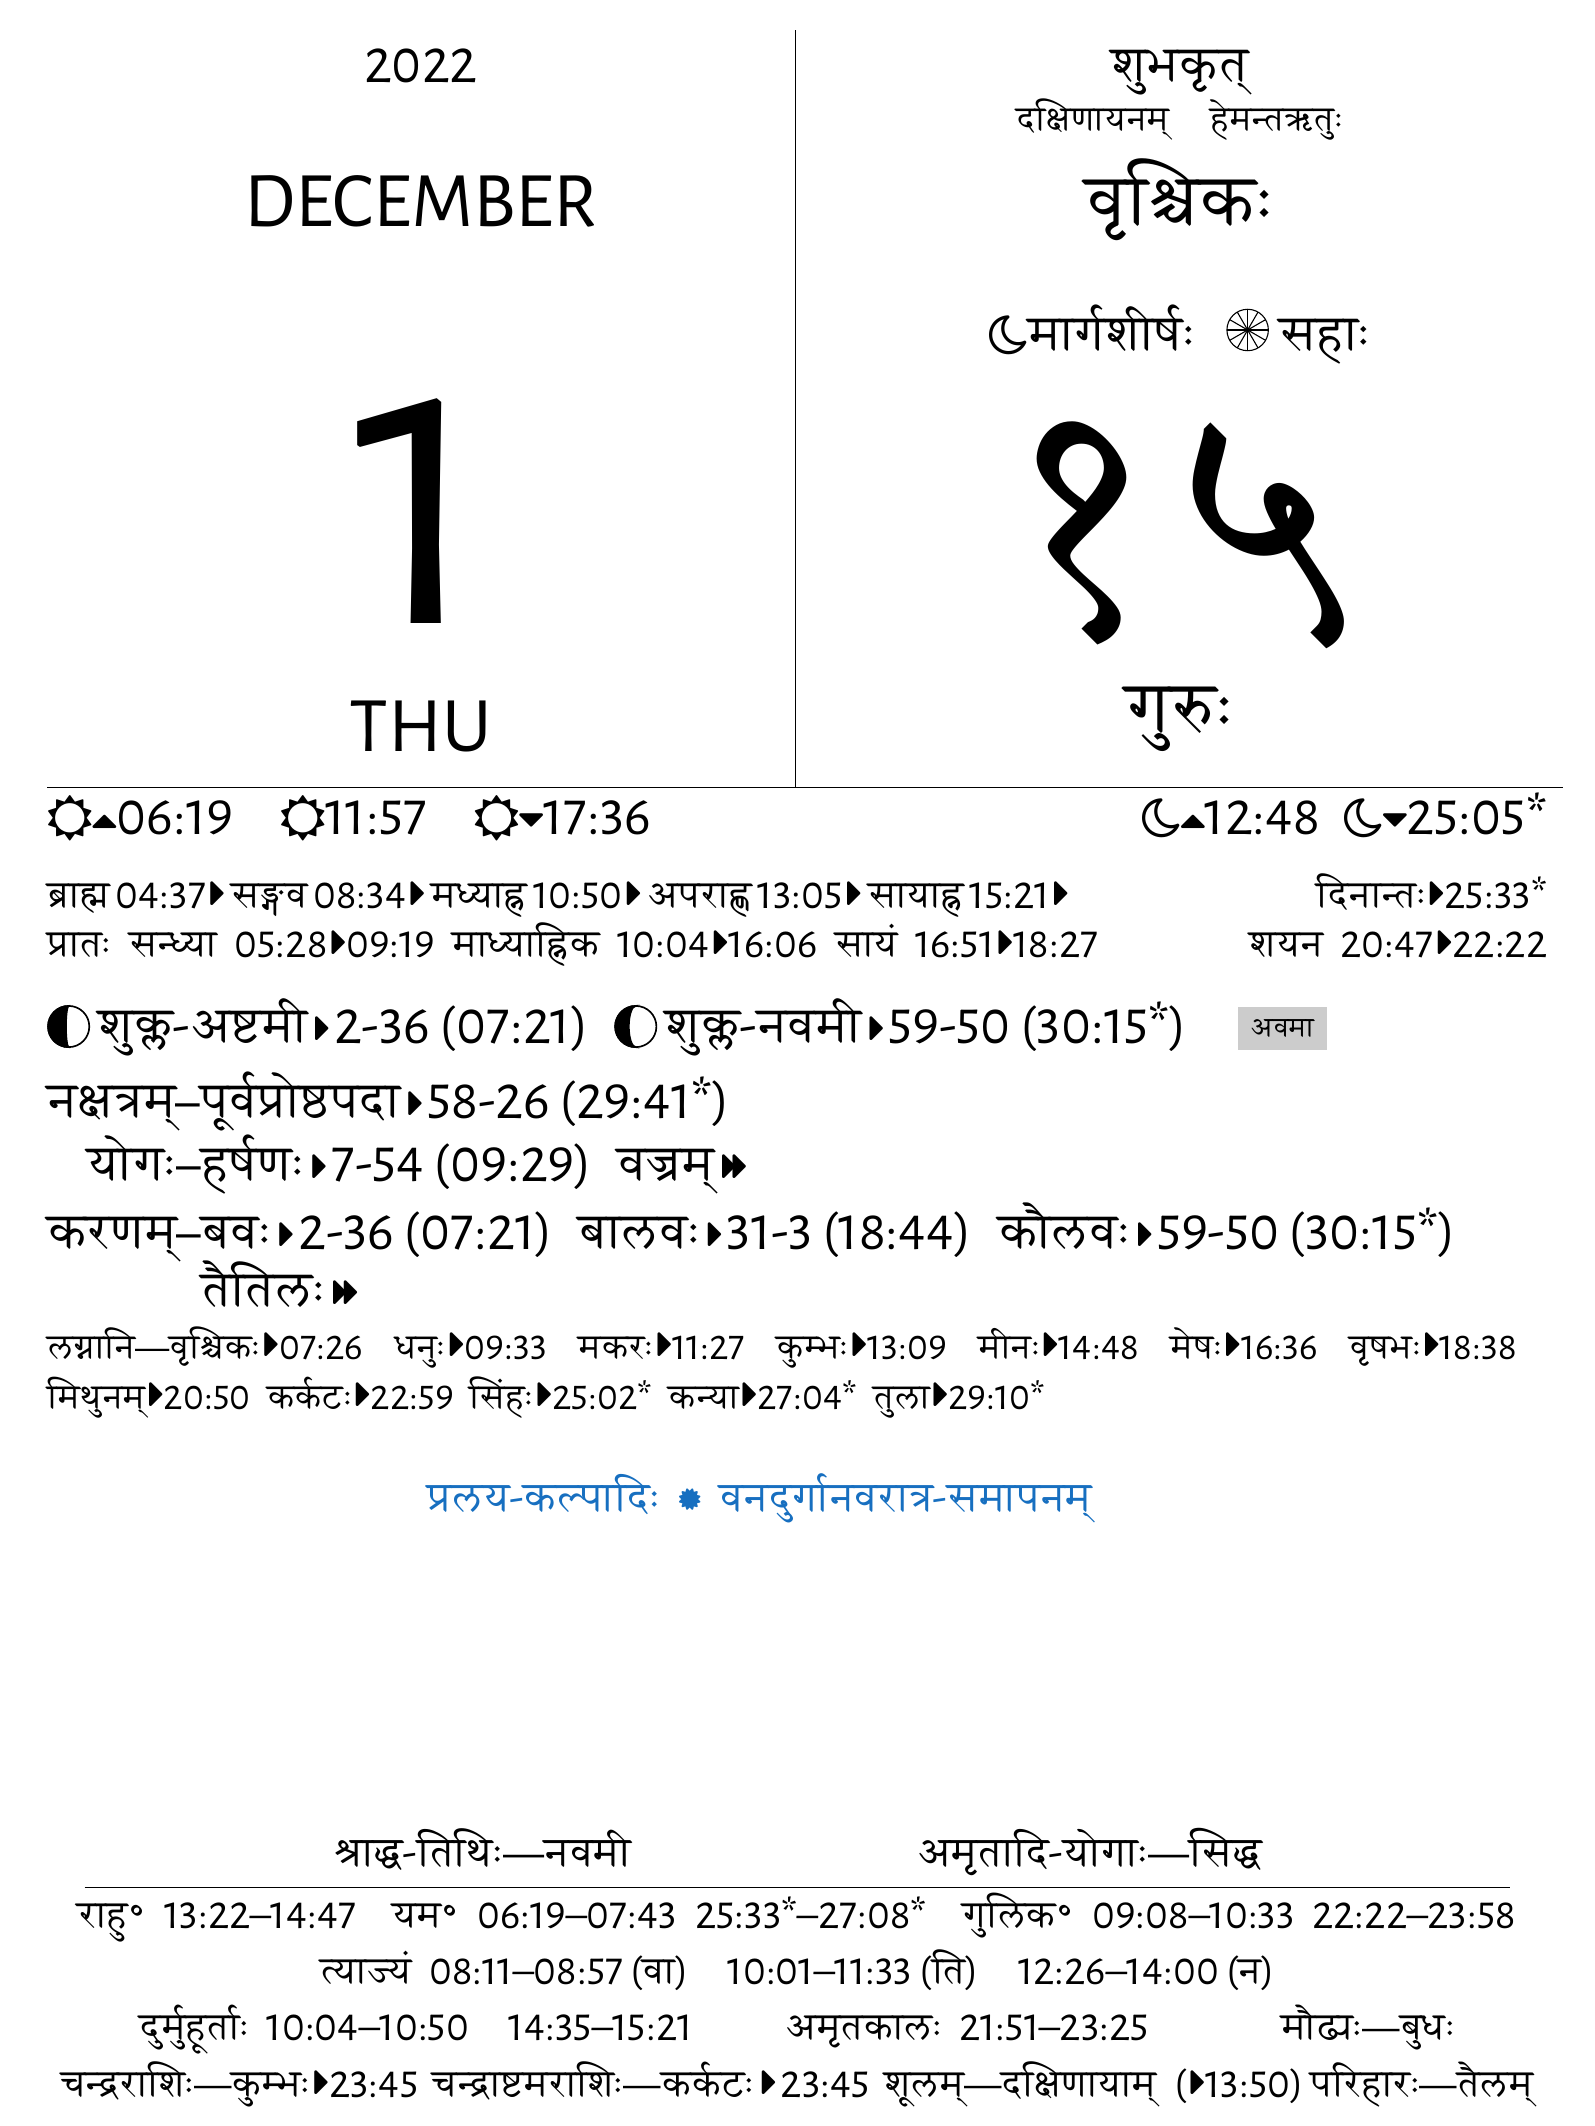 2022
DECEMBER
1
THU
शुभकृत्
दक्षिणायनम् हेमन्तऋतुः
वृश्चिकः
मार्गशीर्षः सहाः
१५
गुरुः
06:19 11:57 17:36 12:48 25:05*
ब्राह्म 04:37 सङ्गव 08:34 मध्याह्न 10:50 अपराह्ण 13:05 सायाह्न 15:21 दिनान्तः 25:33*
प्रातः सन्ध्या 05:28 09:19 माध्याह्निक 10:04 16:06 सायं 16:51 18:27 शयन 20:47 22:22
शुक्ल-अष्टमी 2-36 (07:21) शुक्ल-नवमी 59-50 (30:15*) अवमा
नक्षत्रम्–पूर्वप्रोष्ठपदा 58-26 (29:41*)
योगः–हर्षणः 7-54 (09:29) वज्रम्
करणम्–बवः 2-36 (07:21) बालवः 31-3 (18:44) कौलवः 59-50 (30:15*)
तैतिलः
लग्नानि—वृश्चिकः 07:26 धनुः 09:33 मकरः 11:27 कुम्भः 13:09 मीनः 14:48 मेषः 16:36 वृषभः 18:38
मिथुनम् 20:50 कर्कटः 22:59 सिंहः 25:02* कन्या 27:04* तुला 29:10*
प्रलय-कल्पादिः वनदुर्गानवरात्र-समापनम्
श्राद्ध-तिथिः—नवमी अमृतादि-योगाः—सिद्ध
राहु॰ 13:22–14:47 यम॰ 06:19–07:43 25:33*–27:08* गुलिक॰ 09:08–10:33 22:22–23:58
त्याज्यं 08:11–08:57 (वा) 10:01–11:33 (ति) 12:26–14:00 (न)
दुर्मुहूर्ताः 10:04–10:50 14:35–15:21 अमृतकालः 21:51–23:25 मौढ्यः—बुधः
चन्द्रराशिः—कुम्भः 23:45 चन्द्राष्टमराशिः—कर्कटः 23:45 शूलम्—दक्षिणायाम् (13:50) परिहारः—तैलम्